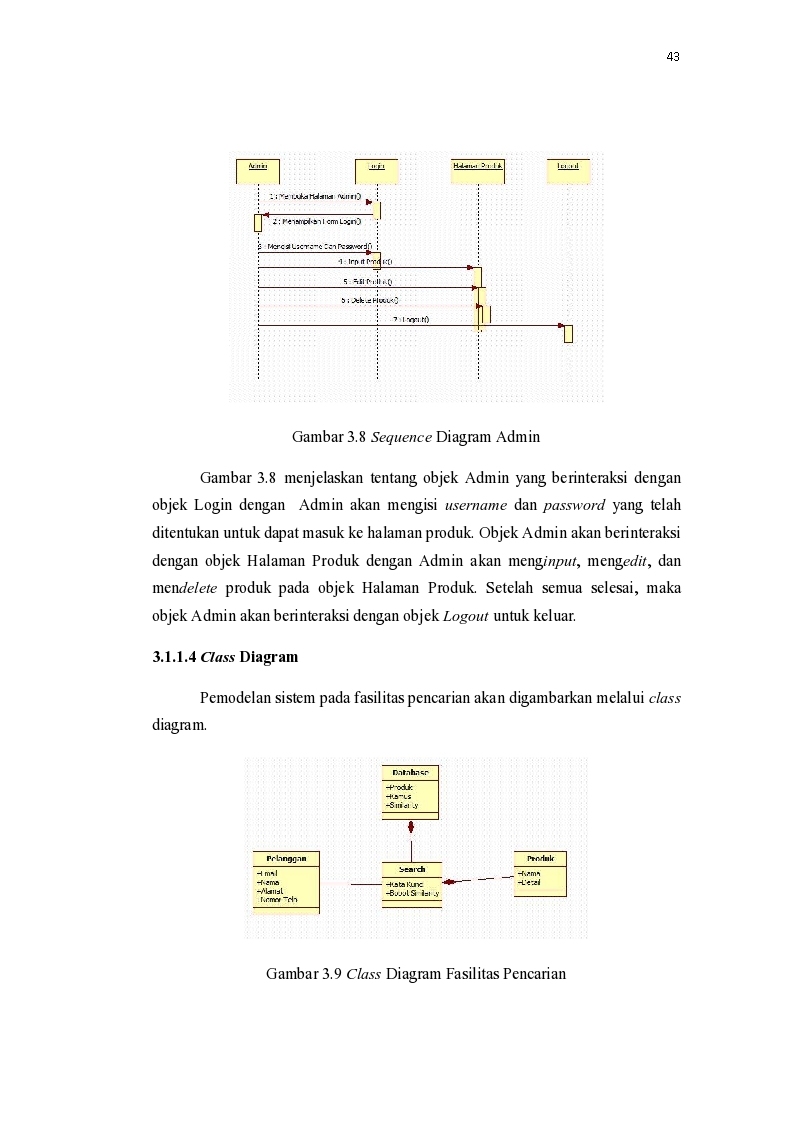 43
Admin Login Halaman Produk Logout
1 : Membuka Halaman Admin()
2 : Menampilkan Form Login()
3 : Mengisi Username Dan Password()
4 : Input Produk()
5 : Edit Produk()
6 : Delete Produk()
7 : Logout()
Gambar 3.8 Sequence Diagram Admin
Gambar 3.8 menjelaskan tentang objek Admin yang berinteraksi dengan
objek Login dengan Admin akan mengisi username dan password yang telah
ditentukan untuk dapat masuk ke halaman produk. Objek Admin akan berinteraksi
dengan objek Halaman Produk dengan Admin akan menginput, mengedit, dan
mendelete produk pada objek Halaman Produk. Setelah semua selesai, maka
objek Admin akan berinteraksi dengan objek Logout untuk keluar.
3.1.1.4 Class Diagram
Pemodelan sistem pada fasilitas pencarian akan digambarkan melalui class
diagram.
Database
+Produk
+Kamus
+Similarity
Pelanggan
+Email
+Nama
+Alamat
+Nomor Telp
Search
+Kata Kunci
+Bobot Similarity
Produk
+Nama
+Detail
Gambar 3.9 Class Diagram Fasilitas Pencarian